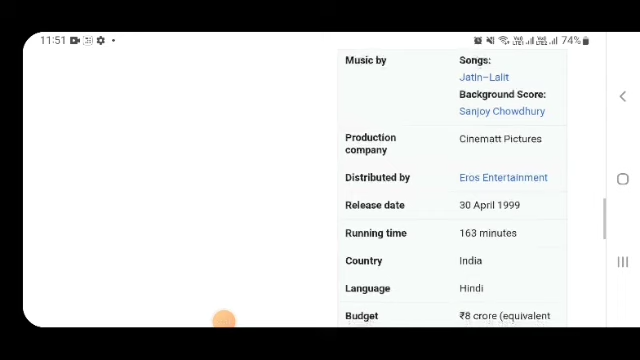 11:51 74%
Music by Songs:
Jatin–Lalit
Background Score:
Sanjoy Chowdhury
Production Cinematt Pictures
company
Distributed by Eros Entertainment
Release date 30 April 1999
Running time 163 minutes
Country India
Language Hindi
Budget ₹8 crore (equivalent